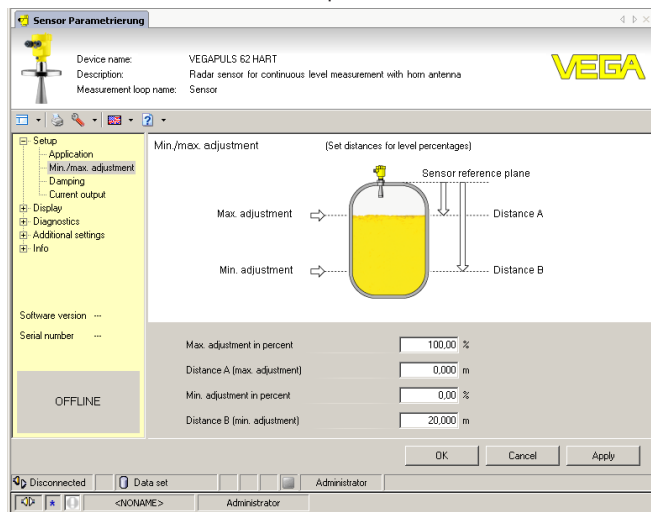 Sensor Parametrierung
Device name: VEGAPULS 62 HART
Description: Radar sensor for continuous level measurement with horn antenna
Measurement loop name: Sensor
VEGA
Setup
Application
Min./max. adjustment
Damping
Current output
Display
Diagnostics
Additional settings
Info
Software version ---
Serial number ---
OFFLINE
Min./max. adjustment (Set distances for level percentages)
Sensor reference plane
Max. adjustment Distance A
Min. adjustment Distance B
Max. adjustment in percent 100,00 %
Distance A (max. adjustment) 0,000 m
Min. adjustment in percent 0,00 %
Distance B (min. adjustment) 20,000 m
OK Cancel Apply
Disconnected Data set Administrator
<NONAME> Administrator